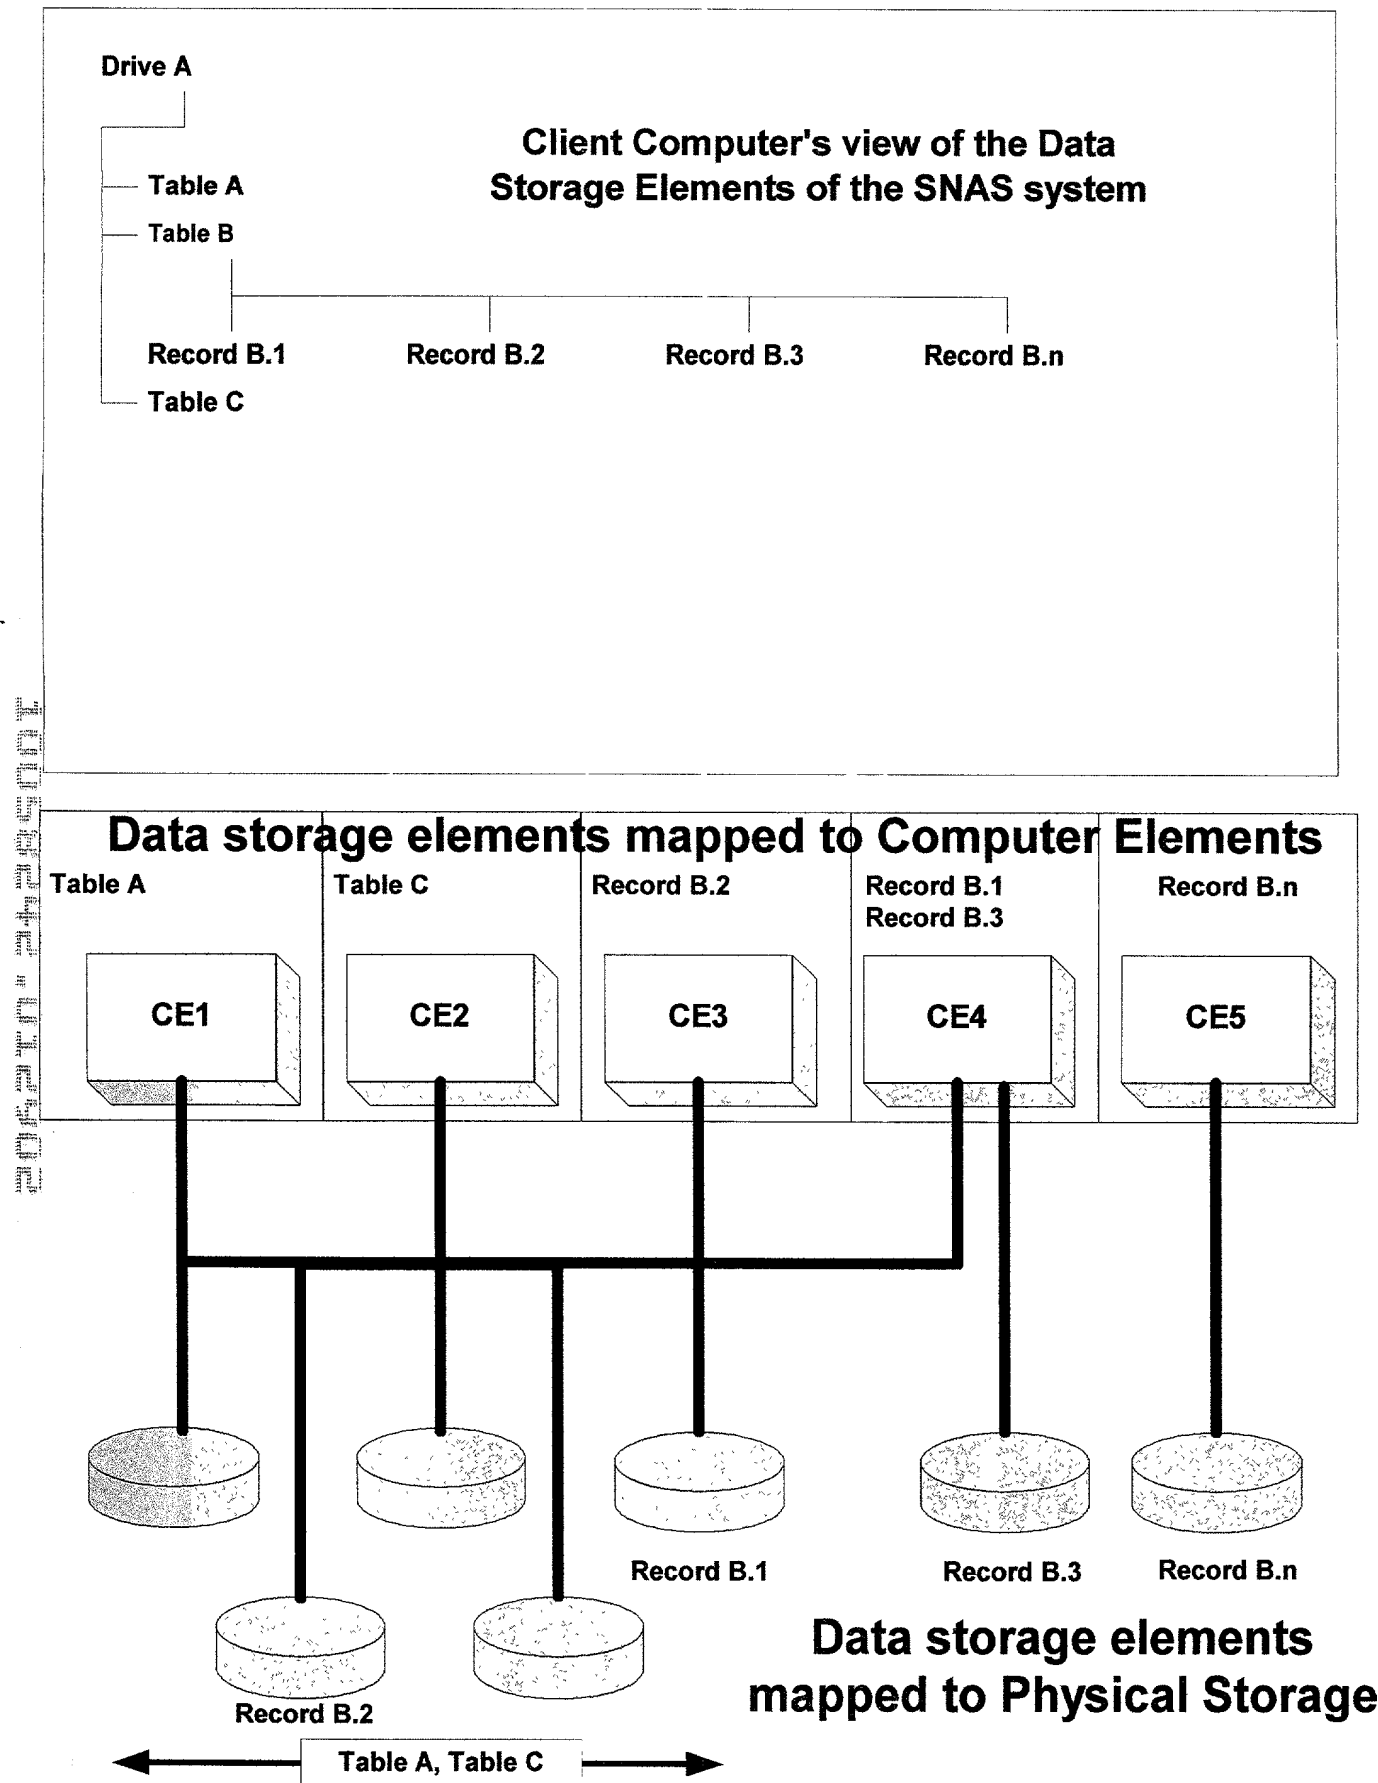 Drive A
Client Computer's view of the Data
Storage Elements of the SNAS system
Table A
Table B
Record B.1 Record B.2 Record B.3 Record B.n
Table C
Data storage elements mapped to Computer Elements
Table A Table C Record B.2 Record B.1 Record B.n
Record B.3
CE1 CE2 CE3 CE4 CE5
Record B.1 Record B.3 Record B.n
Data storage elements
mapped to Physical Storage
Record B.2
Table A, Table C